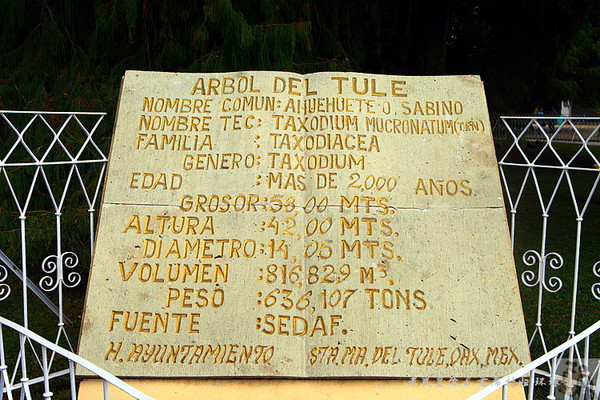 ARBOL DEL TULE
NOMBRE COMUN: AHUEHUETE O, SABINO
NOMBRE TEC: TAXODIUM MUCRONATUM(TEN)
FAMILIA : TAXODIACEA
GENERO: TAXODIUM
EDAD : MAS DE 2,000 AÑOS.
GROSOR: 58,00 MTS.
ALTURA : 42,00 MTS.
DIAMETRO: 14,05 MTS.
VOLUMEN : 816,829 M³.
PESO : 636,107 TONS
FUENTE : SEDAF.
H. AYUNTAMIENTO STA. MA. DEL TULE, OAX, MEX.